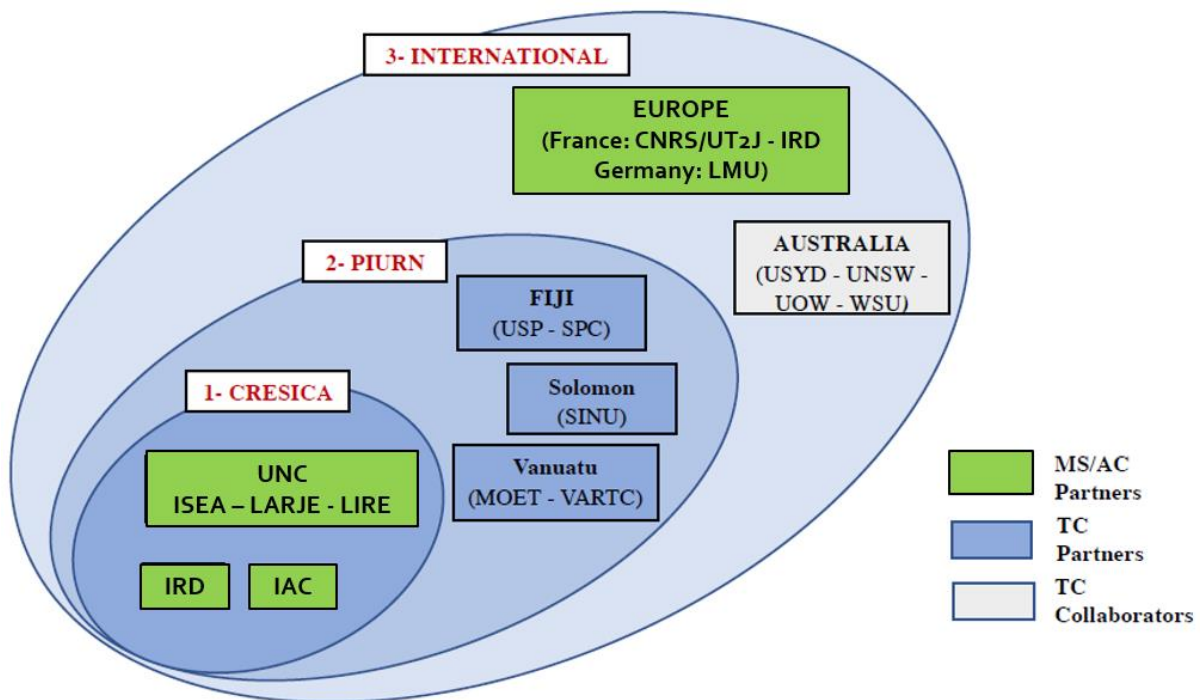 3- INTERNATIONAL
EUROPE
(France: CNRS/UT2J - IRD
Germany: LMU)
AUSTRALIA
(USYD - UNSW -
UOW - WSU)
2- PIURN
FIJI
(USP - SPC)
Solomon
(SINU)
Vanuatu
(MOET - VARTC)
1- CRESICA
UNC
ISEA – LARJE - LIRE
IRD
IAC
MS/AC
Partners
TC
Partners
TC
Collaborators